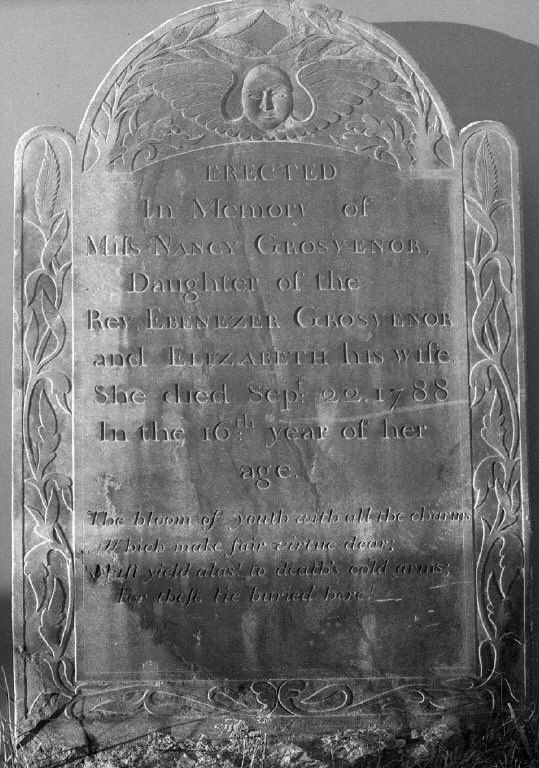 ERECTED
In Memory of
Miſs NANCY GROSVENOR,
Daughter of the
Rev. EBENEZER GROSVENOR
and ELIZABETH his wife.
She died Sept. 22. 1788
In the 16th. year of her
age.
The bloom of youth with all the charms
Which make fair virtue dear;
Muſt yield alas! to death's cold arms;
For theſe lie buried here!